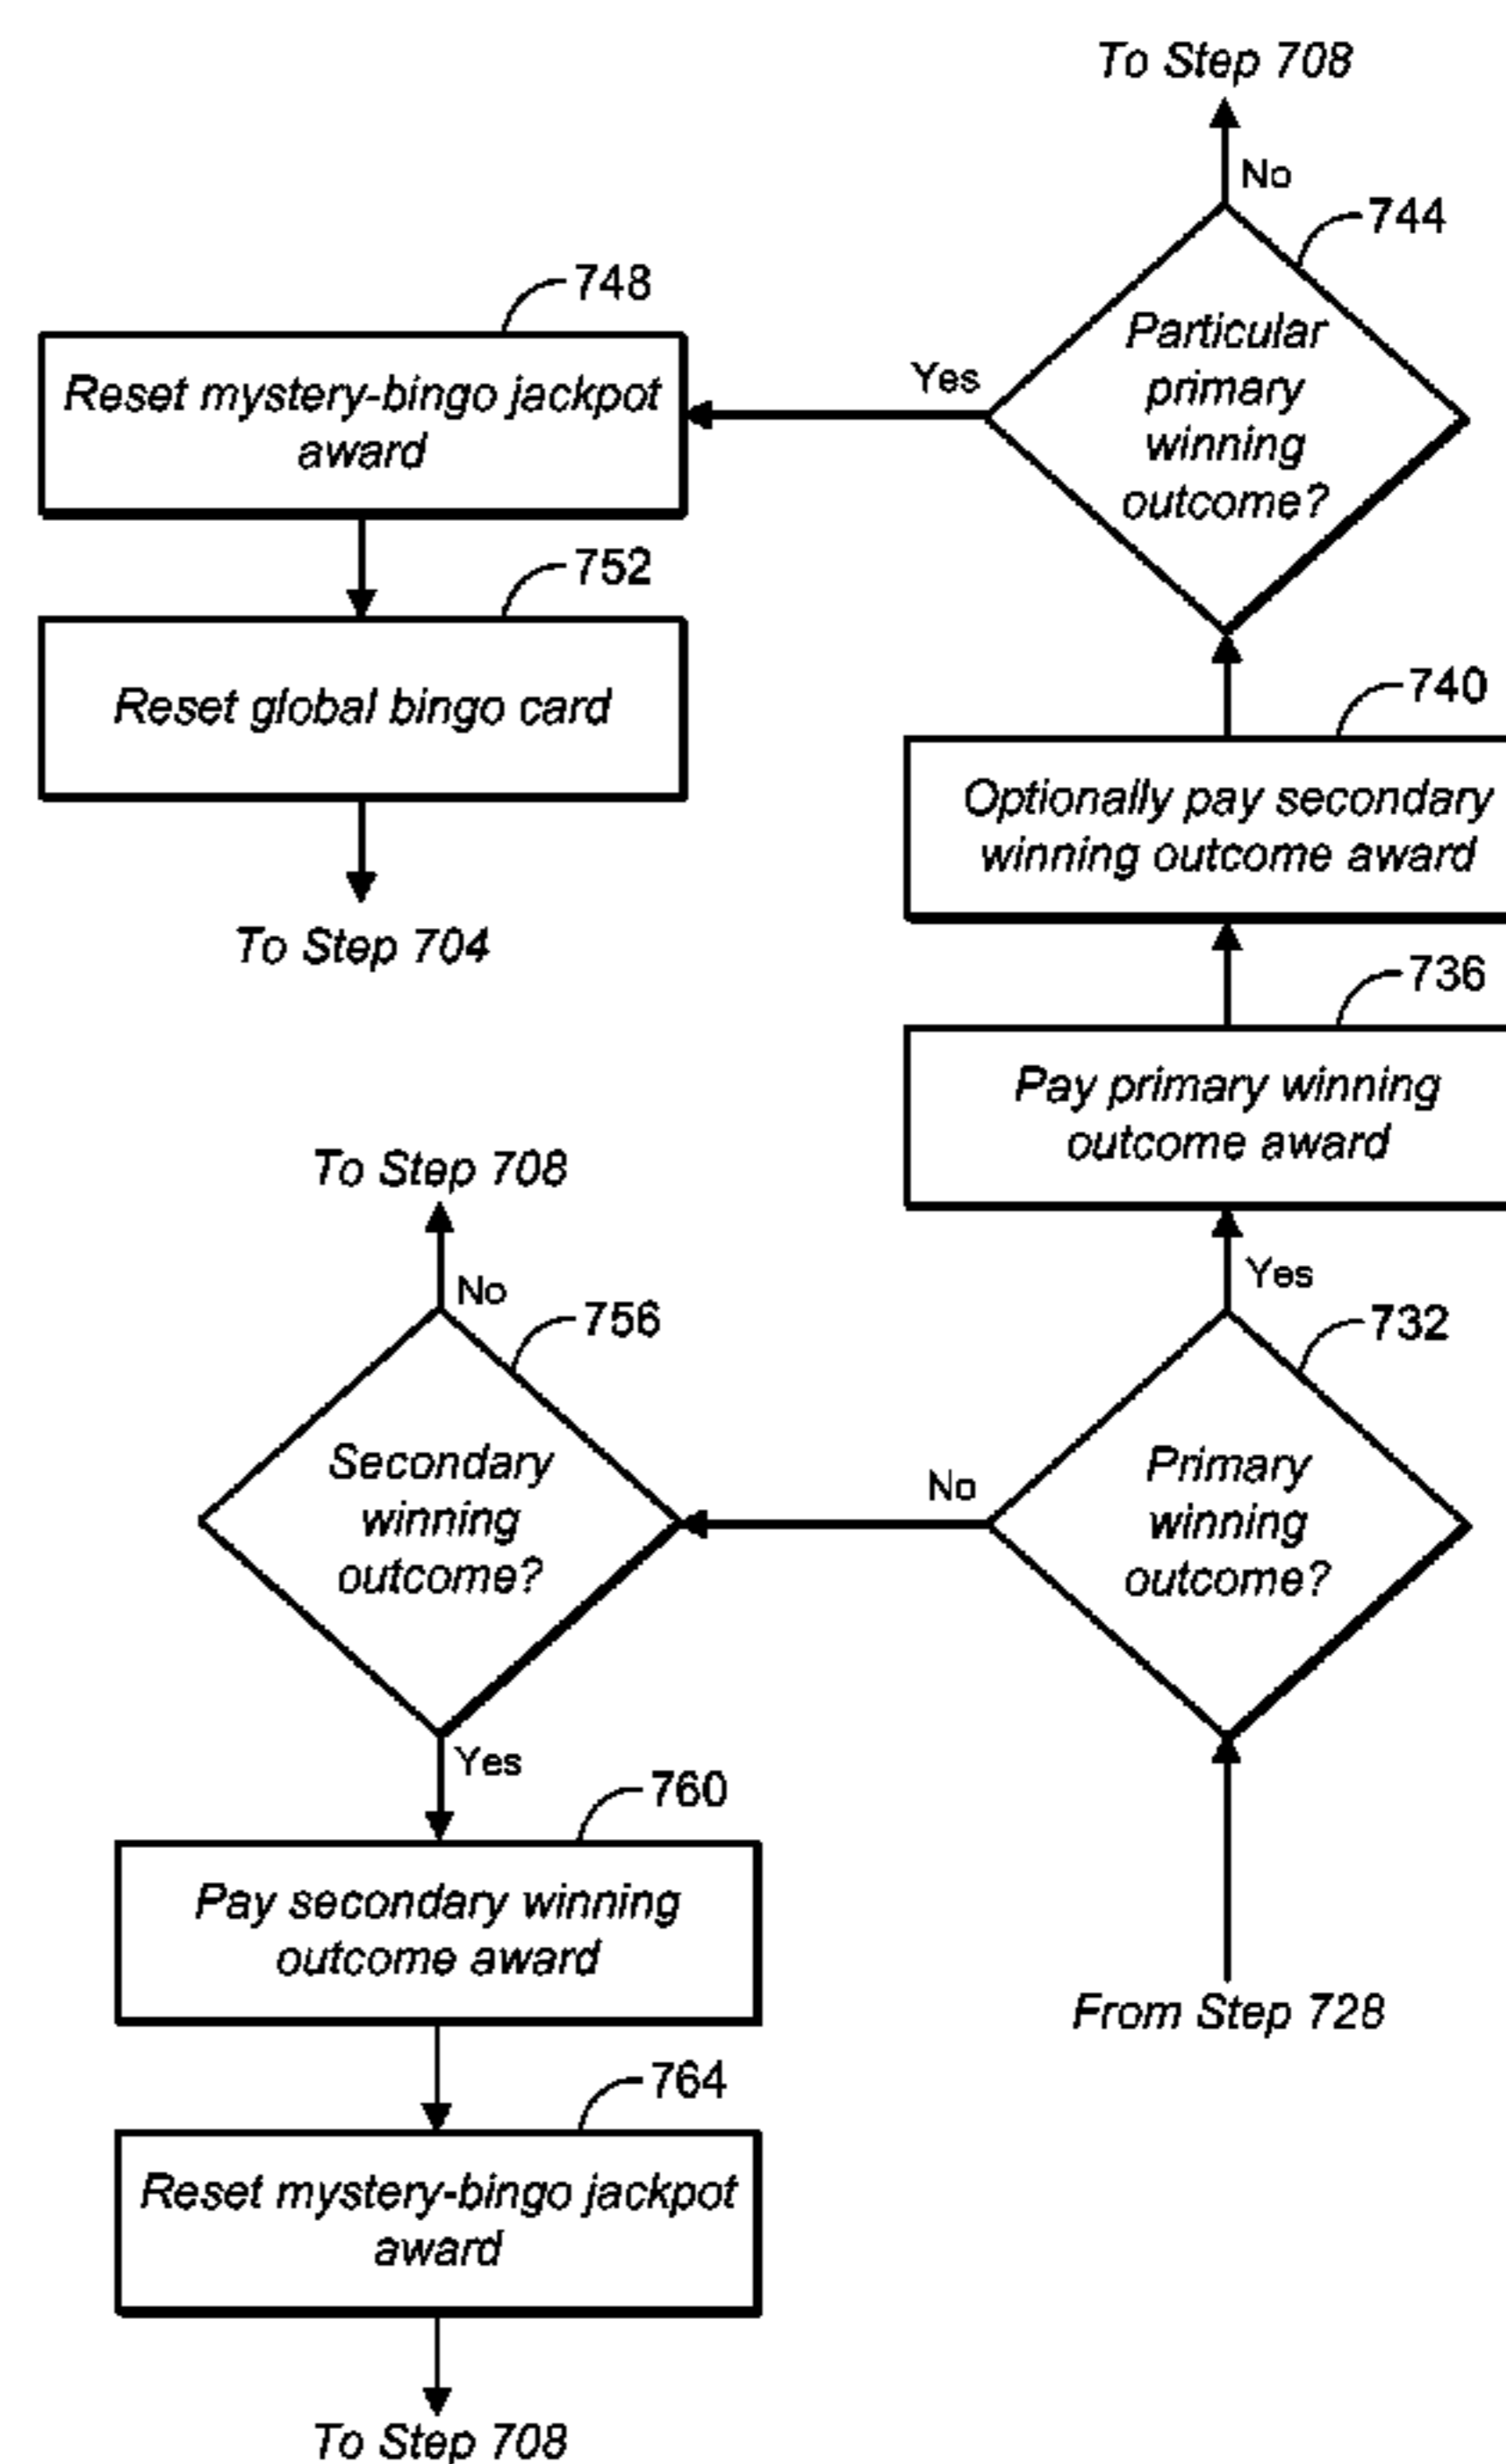 To Step 708
No
744
Particular
primary
winning
outcome?
Yes
748
Reset mystery-bingo jackpot
award
752
Reset global bingo card
To Step 704
740
Optionally pay secondary
winning outcome award
736
Pay primary winning
outcome award
Yes
732
Primary
winning
outcome?
No
From Step 728
To Step 708
No
756
Secondary
winning
outcome?
Yes
760
Pay secondary winning
outcome award
764
Reset mystery-bingo jackpot
award
To Step 708